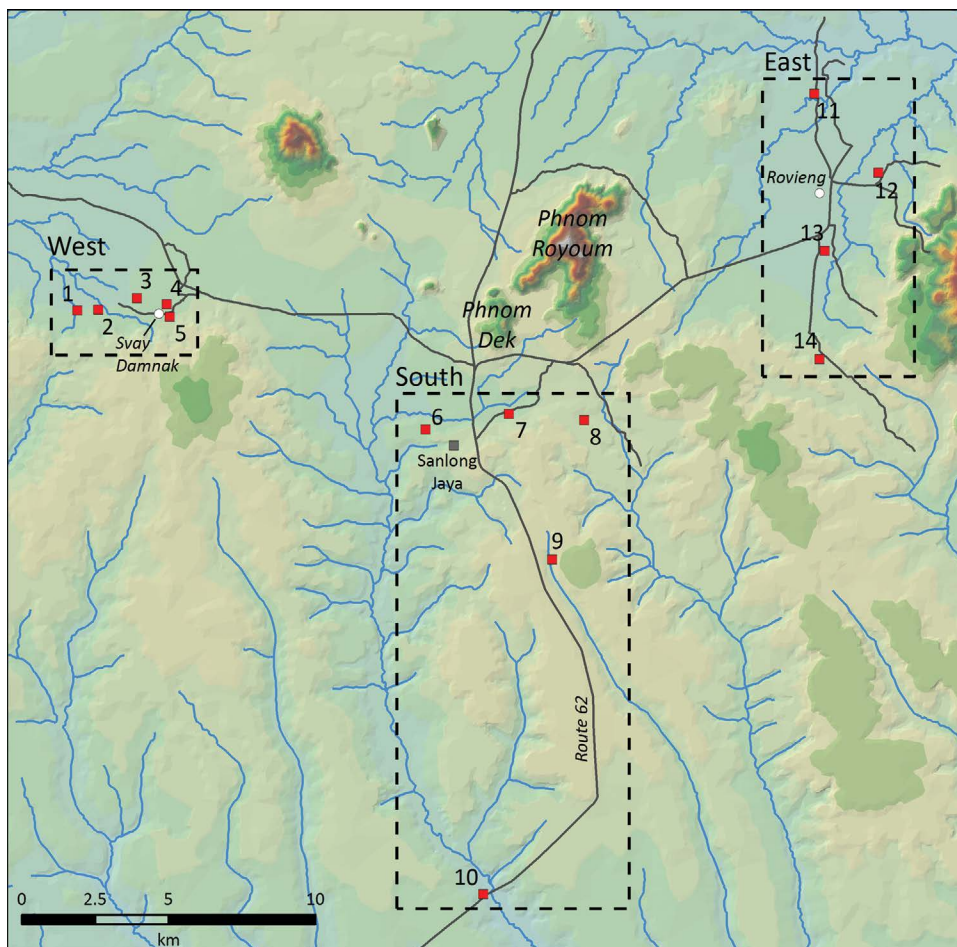 East
11
Rovieng
12
Phnom
Royoum
13
West
3
4
1
2
5
Svay
Damnak
Phnom
Dek
14
South
6
7
8
Sanlong
Jaya
9
Route 62
10
0 2.5 5 10
km